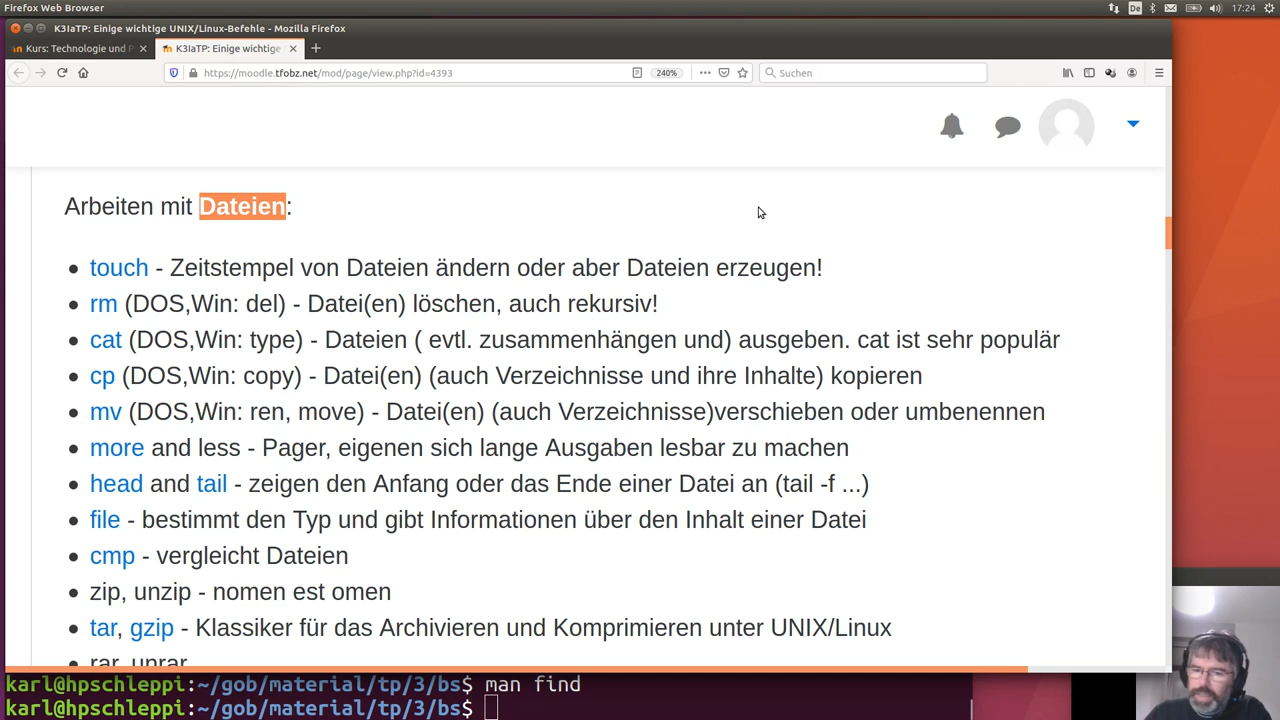 Firefox Web Browser
De
17:24
K3IaTP: Einige wichtige UNIX/Linux-Befehle - Mozilla Firefox
Kurs: Technologie und P
K3IaTP: Einige wichtige
https://moodle.tfobz.net/mod/page/view.php?id=4393
240%
Suchen
Arbeiten mit Dateien:
• touch - Zeitstempel von Dateien ändern oder aber Dateien erzeugen!
• rm (DOS,Win: del) - Datei(en) löschen, auch rekursiv!
• cat (DOS,Win: type) - Dateien ( evtl. zusammenhängen und) ausgeben. cat ist sehr populär
• cp (DOS,Win: copy) - Datei(en) (auch Verzeichnisse und ihre Inhalte) kopieren
• mv (DOS,Win: ren, move) - Datei(en) (auch Verzeichnisse)verschieben oder umbenennen
• more and less - Pager, eigenen sich lange Ausgaben lesbar zu machen
• head and tail - zeigen den Anfang oder das Ende einer Datei an (tail -f ...)
• file - bestimmt den Typ und gibt Informationen über den Inhalt einer Datei
• cmp - vergleicht Dateien
• zip, unzip - nomen est omen
• tar, gzip - Klassiker für das Archivieren und Komprimieren unter UNIX/Linux
• rar, unrar
karl@hpschleppi:~/gob/material/tp/3/bs$ man find
karl@hpschleppi:~/gob/material/tp/3/bs$